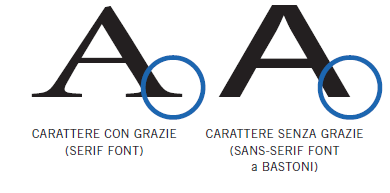 A A
CARATTERE CON GRAZIE
(SERIF FONT)
CARATTERE SENZA GRAZIE
(SANS-SERIF FONT
a BASTONI)